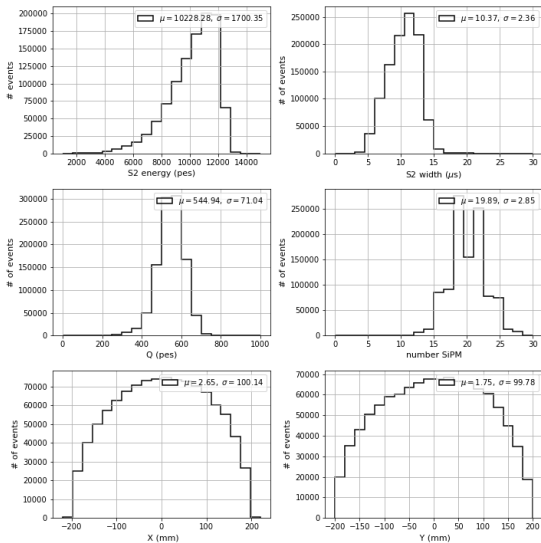 # events
200000
175000
150000
125000
100000
75000
50000
25000
0
2000 4000 6000 8000 10000 12000 14000
S2 energy (pes)
μ = 10228.28, σ = 1700.35
# of events
250000
200000
150000
100000
50000
0
0 5 10 15 20 25 30
S2 width (μs)
μ = 10.37, σ = 2.36
# of events
300000
250000
200000
150000
100000
50000
0
0 200 400 600 800 1000
Q (pes)
μ = 544.94, σ = 71.04
# of events
250000
200000
150000
100000
50000
0
0 5 10 15 20 25 30
number SiPM
μ = 19.89, σ = 2.85
# of events
70000
60000
50000
40000
30000
20000
10000
0
−200 −100 0 100 200
X (mm)
μ = 2.65, σ = 100.14
# of events
70000
60000
50000
40000
30000
20000
10000
0
−200 −150 −100 −50 0 50 100 150 200
Y (mm)
μ = 1.75, σ = 99.78